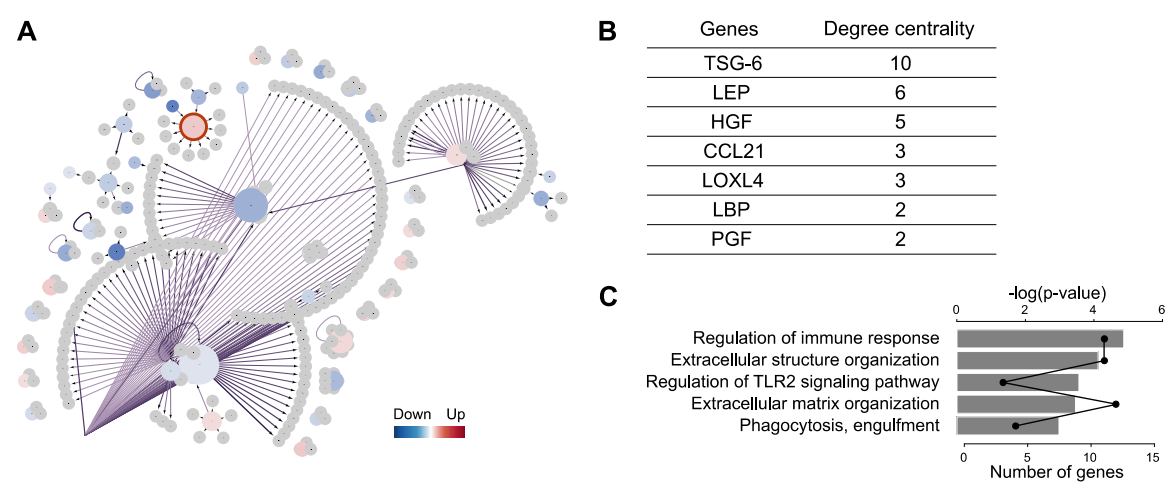 A
Down Up
B
Genes Degree centrality
TSG-6 10
LEP 6
HGF 5
CCL21 3
LOXL4 3
LBP 2
PGF 2
C
-log(p-value)
0 2 4 6
Regulation of immune response
Extracellular structure organization
Regulation of TLR2 signaling pathway
Extracellular matrix organization
Phagocytosis, engulfment
0 5 10 15
Number of genes